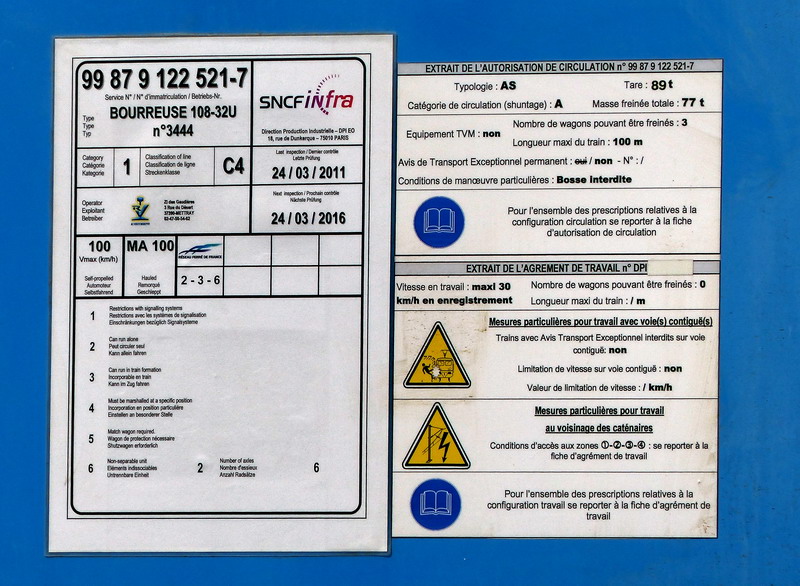 99 87 9 122 521-7
Service N° / N° d'immatriculation / Betriebs-Nr.
Type
Type
Typ
BOURREUSE 108-32U
n°3444
SNCF infra
Direction Production Industrielle – DPI EO
18, rue de Dunkerque – 75010 PARIS
Category
Catégorie
Kategorie
1
Classification of line
Classification de ligne
Streckenklasse
C4
Last inspection / Dernier contrôle
Letzte Prüfung
24 / 03 / 2011
Operator
Exploitant
Betreiber
ZI des Gaudières
3 Rue du Désert
37390-METTRAY
Next inspection / Prochain contrôle
Nächste Prüfung
24 / 03 / 2016
100
Vmax (km/h)
MA 100
RÉSEAU FERRÉ DE FRANCE
Self-propelled
Automoteur
Selbstfahrend
Hauled
Remorqué
Geschleppt
2 - 3 - 6
1
Restrictions with signalling systems
Restrictions avec les systèmes de signalisation
Einschränkungen bezüglich Signalsysteme
2
Can run alone
Peut circuler seul
Kann allein fahren
3
Can run in train formation
Incorporable en train
Kann im Zug fahren
4
Must be marshalled at a specific position
Incorporation en position particulière
Einstellen an besonderer Stelle
5
Match wagon required.
Wagon de protection nécessaire
Shutzwagen erforderlich
6
Non-separable unit
Eléments indissociables
Untrennbare Einheit
2
Number of axles
Nombre d'essieux
Anzahl Radsätze
6
EXTRAIT DE L'AUTORISATION DE CIRCULATION n° 99 87 9 122 521-7
Typologie : AS
Tare : 89 t
Catégorie de circulation (shuntage) : A
Masse freinée totale : 77 t
Equipement TVM : non
Nombre de wagons pouvant être freinés : 3
Longueur maxi du train : 100 m
Avis de Transport Exceptionnel permanent : oui / non - N° : /
Conditions de manœuvre particulières : Bosse interdite
Pour l'ensemble des prescriptions relatives à la
configuration circulation se reporter à la fiche
d'autorisation de circulation
EXTRAIT DE L'AGREMENT DE TRAVAIL n° DPI
Vitesse en travail : maxi 30
km/h en enregistrement
Nombre de wagons pouvant être freinés : 0
Longueur maxi du train : / m
Mesures particulières pour travail avec voie(s) contiguë(s)
Trains avec Avis Transport Exceptionnel interdits sur voie
contiguë: non
Limitation de vitesse sur voie contiguë : non
Valeur de limitation de vitesse : / km/h
Mesures particulières pour travail
au voisinage des caténaires
Conditions d'accès aux zones ①-②-③-④ : se reporter à la
fiche d'agrément de travail
Pour l'ensemble des prescriptions relatives à la
configuration travail se reporter à la fiche d'agrément de
travail